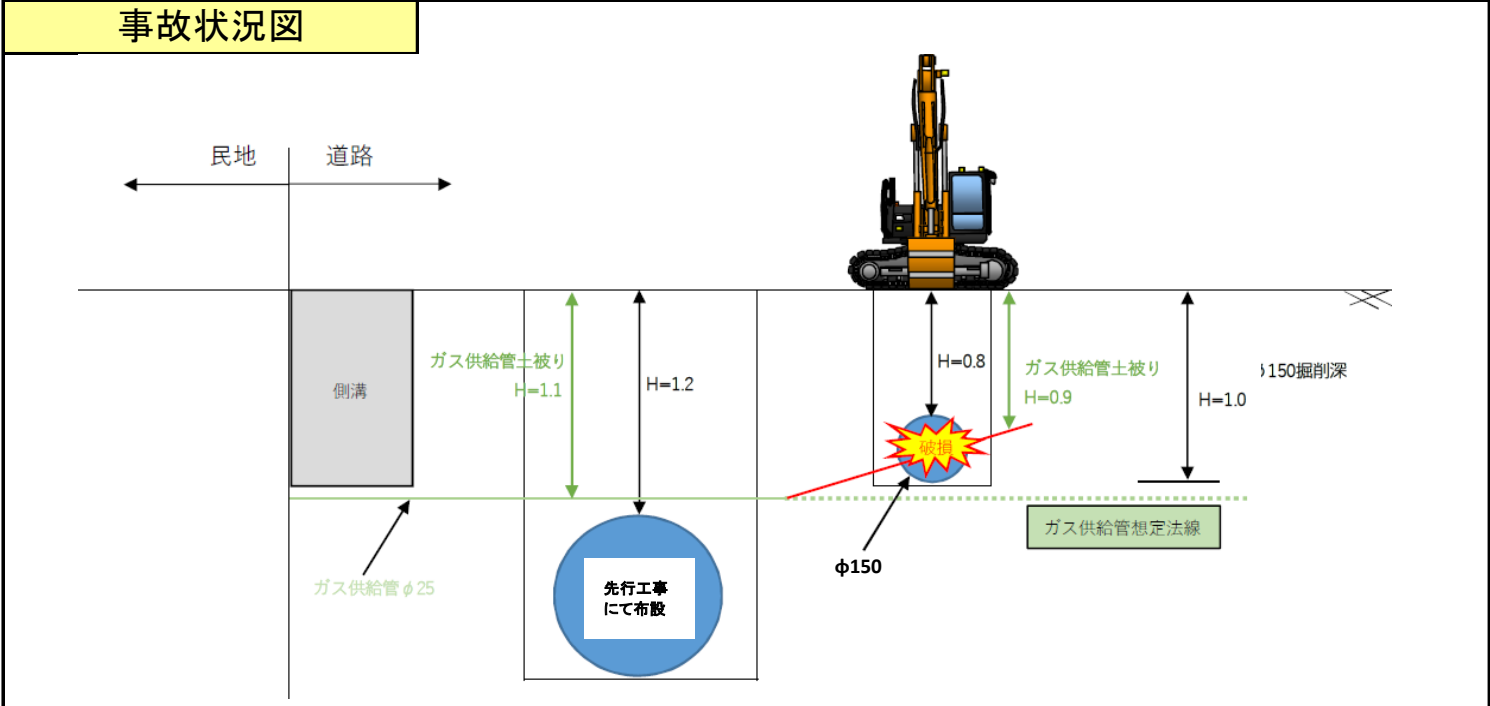 事故状況図
民地
道路
側溝
ガス供給管土被り
H=1.1
H=1.2
H=0.8
ガス供給管土被り
H=0.9
150掘削深
H=1.0
破損
ガス供給管想定法線
ガス供給管φ25
先行工事
にて布設
φ150